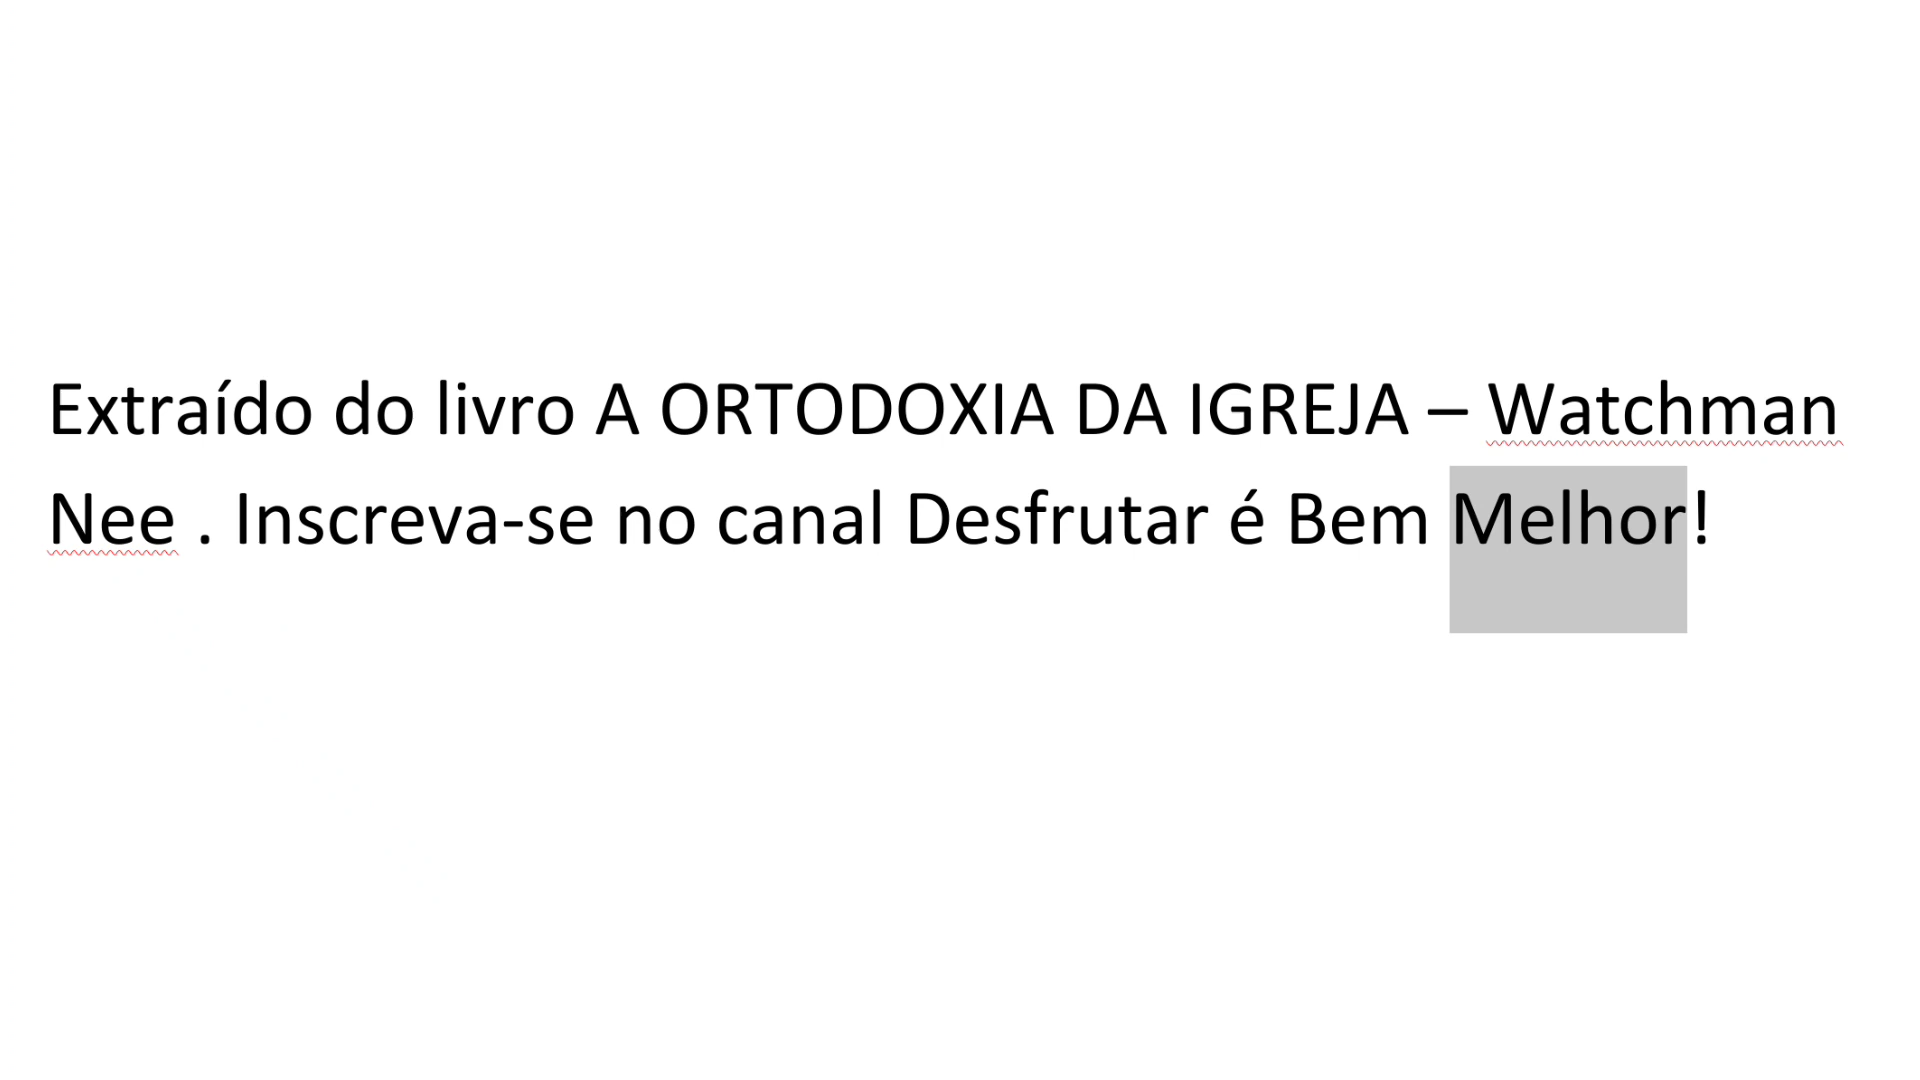 Extraído do livro A ORTODOXIA DA IGREJA – Watchman
Nee . Inscreva-se no canal Desfrutar é Bem Melhor!